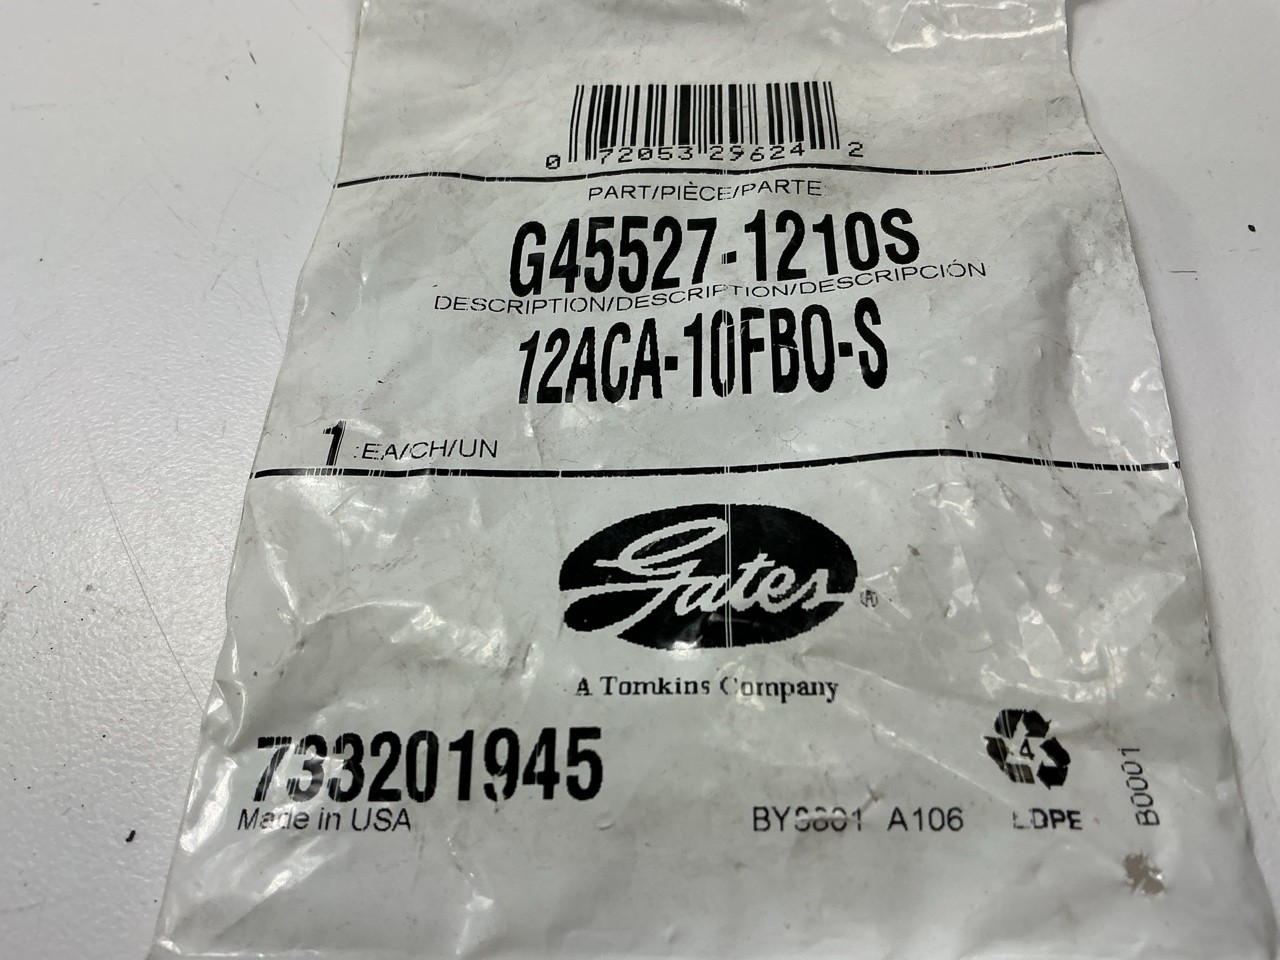 0 72053 29624 2
PART/PIÈCE/PARTE
G45527-1210S
DESCRIPTION/DESCRIPTION/DESCRIPCIÓN
12ACA-10FBO-S
1 :EA/CH/UN
Gates ®
A Tomkins Company
733201945
Made in USA
A106
4
LDPE
B0001